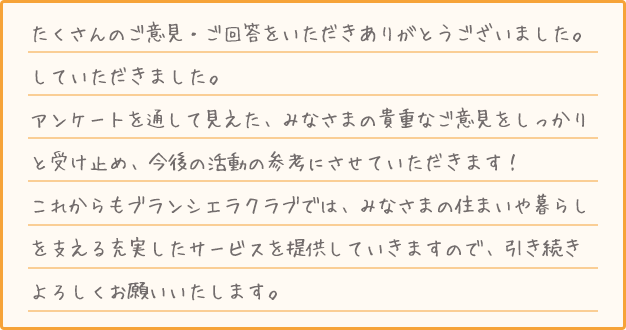 たくさんのご意見・ご回答をいただきありがとうございました。
していただきました。
アンケートを通して見えた、みなさまの貴重なご意見をしっかり
と受け止め、今後の活動の参考にさせていただきます！
これからもブランシエラクラブでは、みなさまの住まいや暮らし
を支える充実したサービスを提供していきますので、引き続き
よろしくお願いいたします。